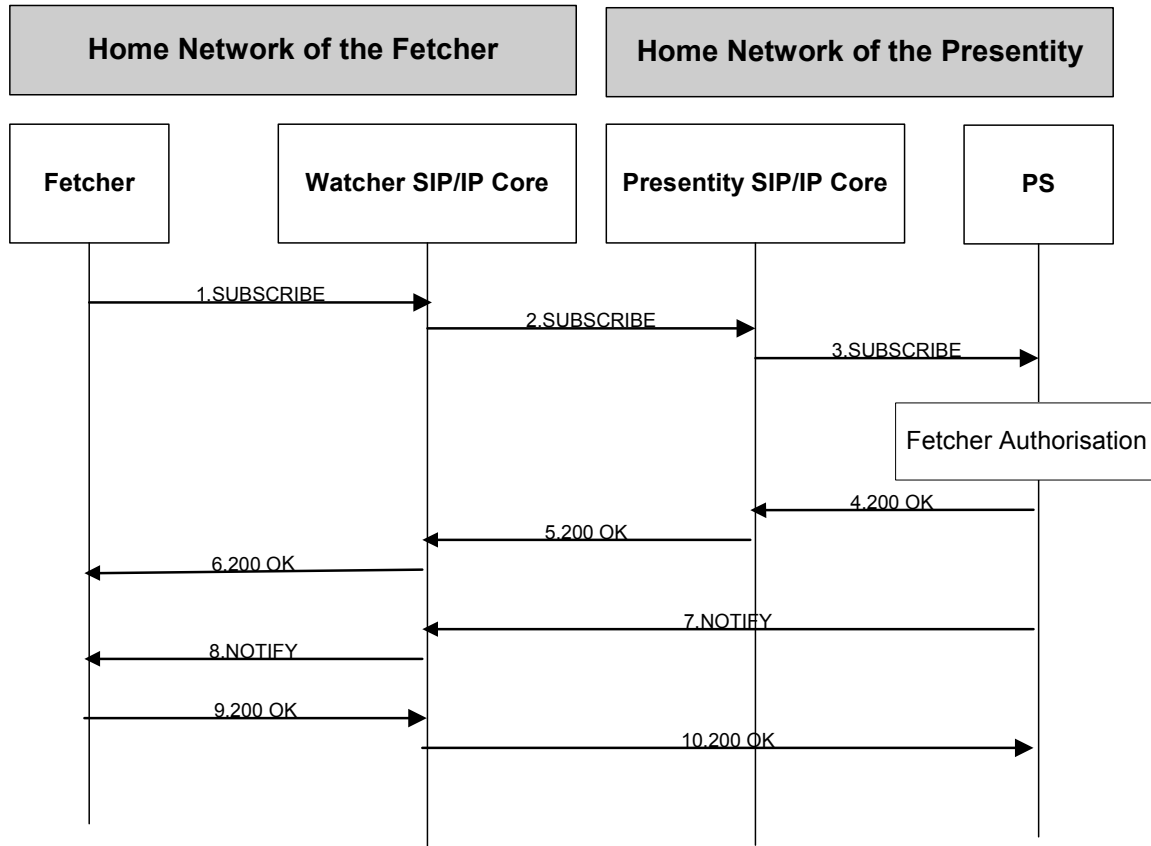 Home Network of the Fetcher
Home Network of the Presentity
Fetcher
Watcher SIP/IP Core
Presentity SIP/IP Core
PS
1.SUBSCRIBE
2.SUBSCRIBE
3.SUBSCRIBE
Fetcher Authorisation
4.200 OK
5.200 OK
6.200 OK
7.NOTIFY
8.NOTIFY
9.200 OK
10.200 OK